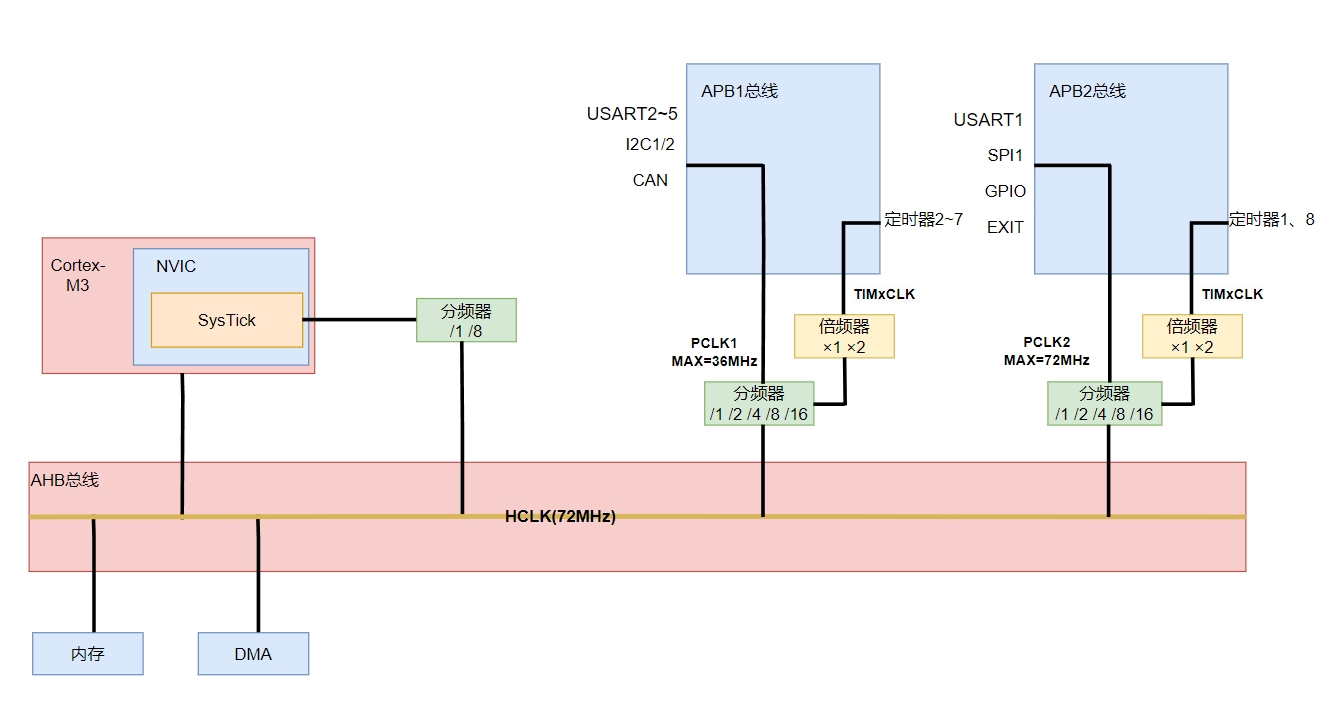 APB1总线
USART2~5
I2C1/2
CAN
定时器2~7
TIMxCLK
倍频器
×1 ×2
PCLK1
MAX=36MHz
分频器
/1 /2 /4 /8 /16
APB2总线
USART1
SPI1
GPIO
EXIT
定时器1、8
TIMxCLK
倍频器
×1 ×2
PCLK2
MAX=72MHz
分频器
/1 /2 /4 /8 /16
Cortex-
M3
NVIC
SysTick
分频器
/1 /8
AHB总线
HCLK(72MHz)
内存
DMA